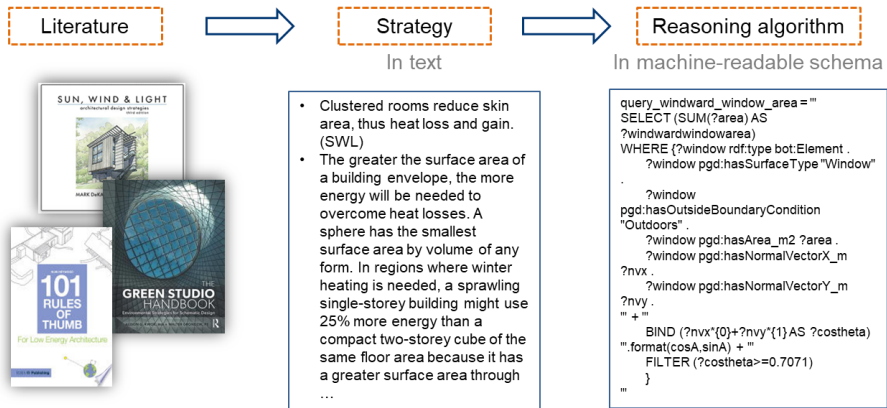 Literature
Strategy
Reasoning algorithm
In text
In machine-readable schema
SUN, WIND & LIGHT
architectural design strategies
third edition
MARK DeKA
THE
GREEN STUDIO
HANDBOOK
Environmental Strategies for Schematic Design
101
RULES OF
THUMB
For Low Energy Architecture
• Clustered rooms reduce skin
area, thus heat loss and gain.
(SWL)
• The greater the surface area of
a building envelope, the more
energy will be needed to
overcome heat losses. A
sphere has the smallest
surface area by volume of any
form. In regions where winter
heating is needed, a sprawling
single-storey building might use
25% more energy than a
compact two-storey cube of the
same floor area because it has
a greater surface area through
…
query_windward_window_area = '''
SELECT (SUM(?area) AS
?windwardwindowarea)
WHERE {?window rdf:type bot:Element .
?window pgd:hasSurfaceType "Window"
.
?window
pgd:hasOutsideBoundaryCondition
"Outdoors" .
?window pgd:hasArea_m2 ?area .
?window pgd:hasNormalVectorX_m
?nvx .
?window pgd:hasNormalVectorY_m
?nvy .
''' + '''
BIND (?nvx*{0}+?nvy*{1} AS ?costheta)
'''.format(cosA,sinA) + '''
FILTER (?costheta>=0.7071)
}
'''